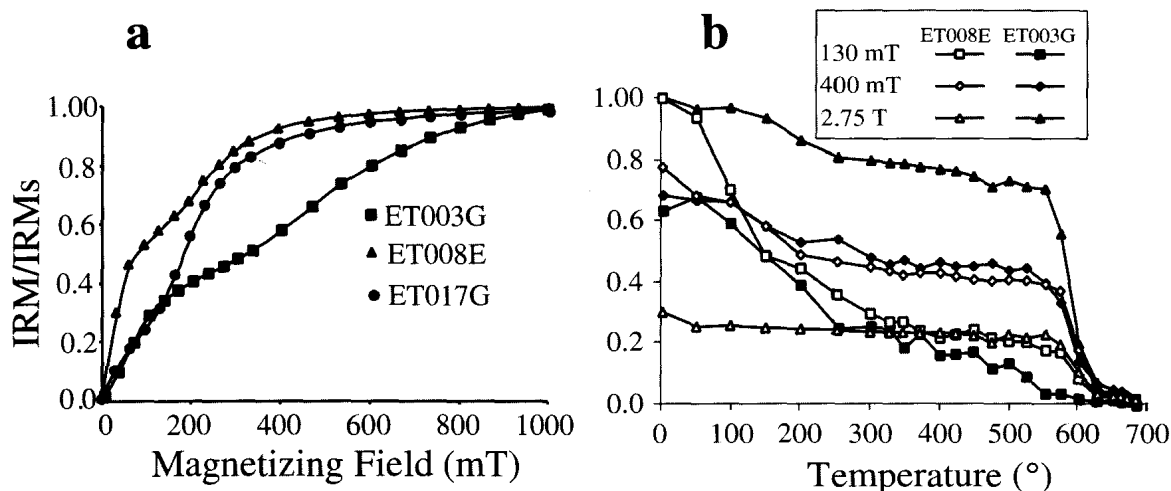 a
1.00
0.8
0.6
0.4
0.2
0.0
0
200
400
600
800
1000
IRM/IRMs
Magnetizing Field (mT)
ET003G
ET008E
ET017G
b
ET008E ET003G
130 mT
400 mT
2.75 T
1.00
0.8
0.6
0.4
0.2
0.0
0
100
200
300
400
500
600
700
Temperature (°)